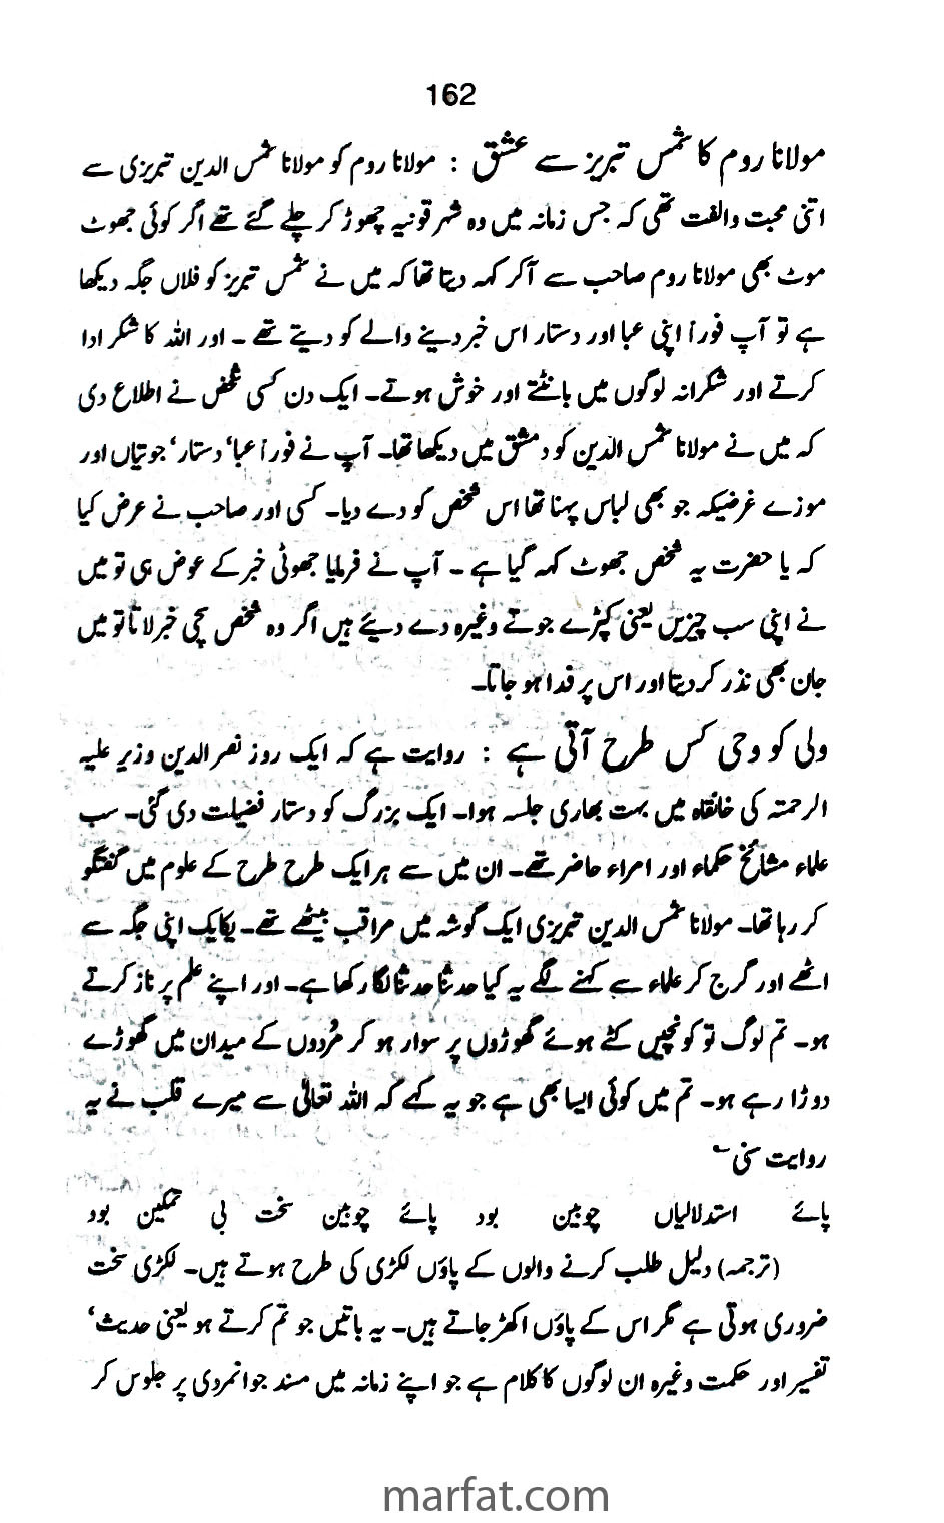 162
مولانا روم کا شمس تبریز سے عشق : مولانا روم کو مولانا شمس الدین تبریزی سے
اتنی محبت والفت تھی کہ جس زمانہ میں وہ شہر قونیہ چھوڑ کر چلے گئے تھے اگر کوئی جھوٹ
موٹ بھی مولانا روم صاحب سے آکر کہہ دیتا تھا کہ میں نے شمس تبریز کو فلاں جگہ دیکھا
ہے تو آپ فوراً اپنی عبا اور دستار اس خبر دینے والے کو دیتے تھے ۔ اور اللہ کا شکر ادا
کرتے اور شکرانہ لوگوں میں بانٹتے اور خوش ہوتے۔ ایک دن کسی شخص نے اطلاع دی
کہ میں نے مولانا شمس الدین کو دمشق میں دیکھا تھا۔ آپ نے فوراً عبا‘ دستار‘ جوتیاں اور
موزے غرضیکہ جو بھی لباس پہنا تھا اس شخص کو دے دیا۔ کسی اور صاحب نے عرض کیا
کہ یا حضرت یہ شخص جھوٹ کہہ گیا ہے ۔ آپ نے فرمایا جھوٹی خبر کے عوض ہی تو میں
نے اپنی سب چیزیں یعنی کپڑے جوتے وغیرہ دے دیئے ہیں اگر وہ شخص سچی خبر لاتا تو میں
جان بھی نذر کر دیتا اور اس پر فدا ہو جاتا۔
ولی کو وحی کس طرح آتی ہے : روایت ہے کہ ایک روز نصر الدین وزیر علیہ
الرحمتہ کی خانقاہ میں بہت بھاری جلسہ ہوا۔ ایک بزرگ کو دستار فضیلت دی گئی۔ سب
علماء مشائخ حکماء اور امراء حاضر تھے۔ ان میں سے ہر ایک طرح طرح کے علوم میں گفتگو
کر رہا تھا۔ مولانا شمس الدین تبریزی ایک گوشہ میں مراقب بیٹھے تھے۔ یکایک اپنی جگہ سے
اٹھے اور گرج کر علماء سے کہنے لگے یہ کیا حدثنا حدثنا لگا رکھا ہے۔ اور اپنے علم پر ناز کرتے
ہو۔ تم لوگ تو کونچیں کٹے ہوئے گھوڑوں پر سوار ہو کر مُردوں کے میدان میں گھوڑے
دوڑا رہے ہو۔ تم میں کوئی ایسا بھی ہے جو یہ کہے کہ اللہ تعالیٰ سے میرے قلب نے یہ
روایت سنی ؎
پائے استدلالیاں چوبین بود پائے چوبین سخت بی تمکین بود
(ترجمہ) دلیل طلب کرنے والوں کے پاؤں لکڑی کی طرح ہوتے ہیں۔ لکڑی سخت
ضروری ہوتی ہے مگر اس کے پاؤں اکھڑ جاتے ہیں۔ یہ باتیں جو تم کرتے ہو یعنی حدیث‘
تفسیر اور حکمت وغیرہ ان لوگوں کا کلام ہے جو اپنے زمانہ میں مسند جوانمردی پر جلوس کر
marfat.com